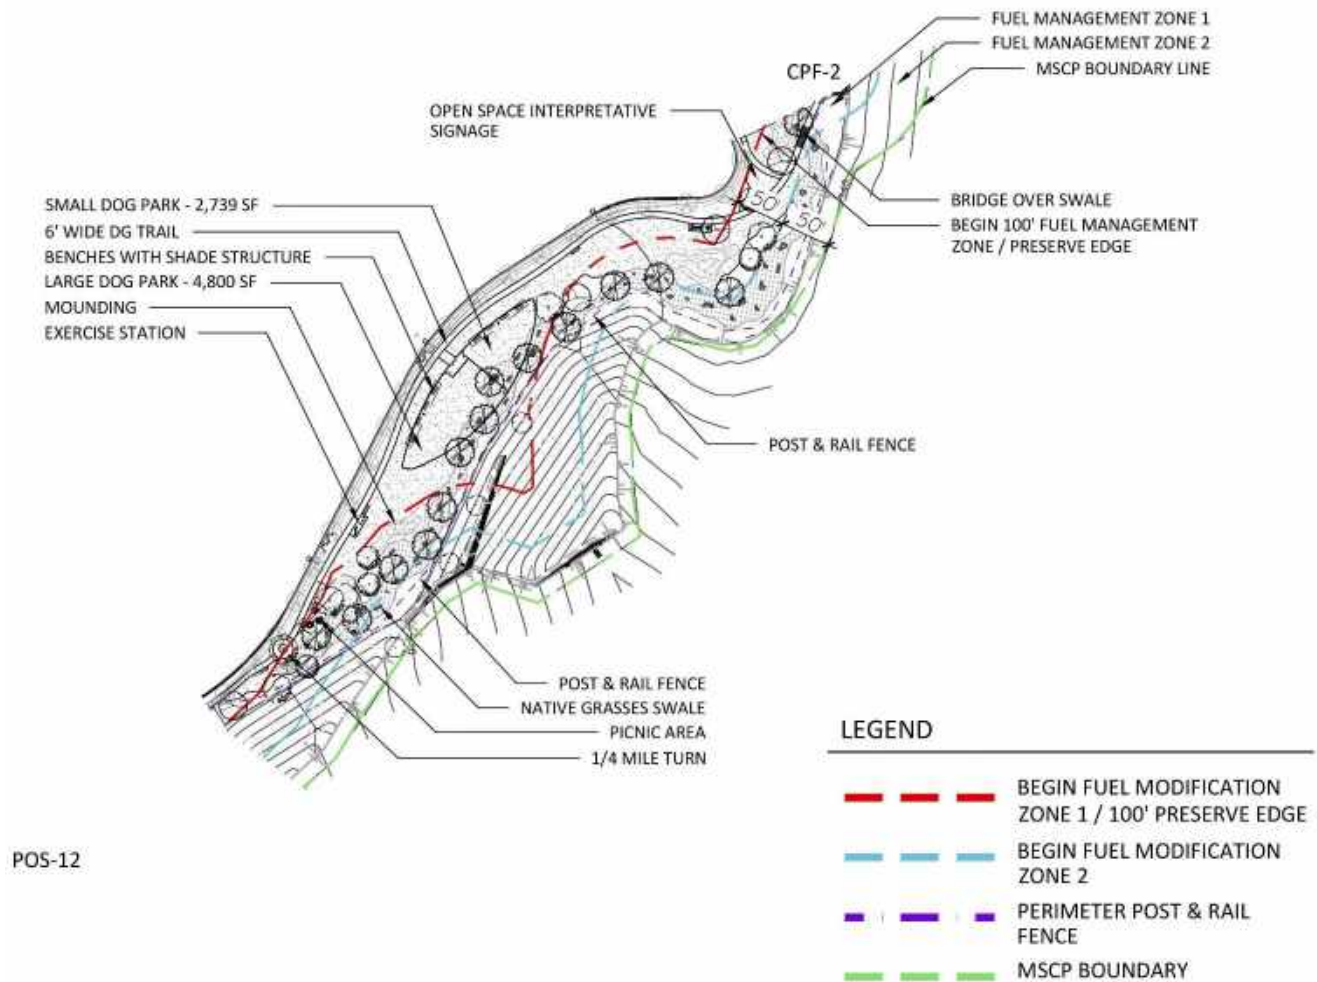 FUEL MANAGEMENT ZONE 1
FUEL MANAGEMENT ZONE 2
MSCP BOUNDARY LINE
CPF-2
OPEN SPACE INTERPRETATIVE
SIGNAGE
SMALL DOG PARK - 2,739 SF
6' WIDE DG TRAIL
BENCHES WITH SHADE STRUCTURE
LARGE DOG PARK - 4,800 SF
MOUNDING
EXERCISE STATION
BRIDGE OVER SWALE
BEGIN 100' FUEL MANAGEMENT
ZONE / PRESERVE EDGE
50'
50'
POST & RAIL FENCE
POST & RAIL FENCE
NATIVE GRASSES SWALE
PICNIC AREA
1/4 MILE TURN
POS-12
LEGEND
BEGIN FUEL MODIFICATION
ZONE 1 / 100' PRESERVE EDGE
BEGIN FUEL MODIFICATION
ZONE 2
PERIMETER POST & RAIL
FENCE
MSCP BOUNDARY